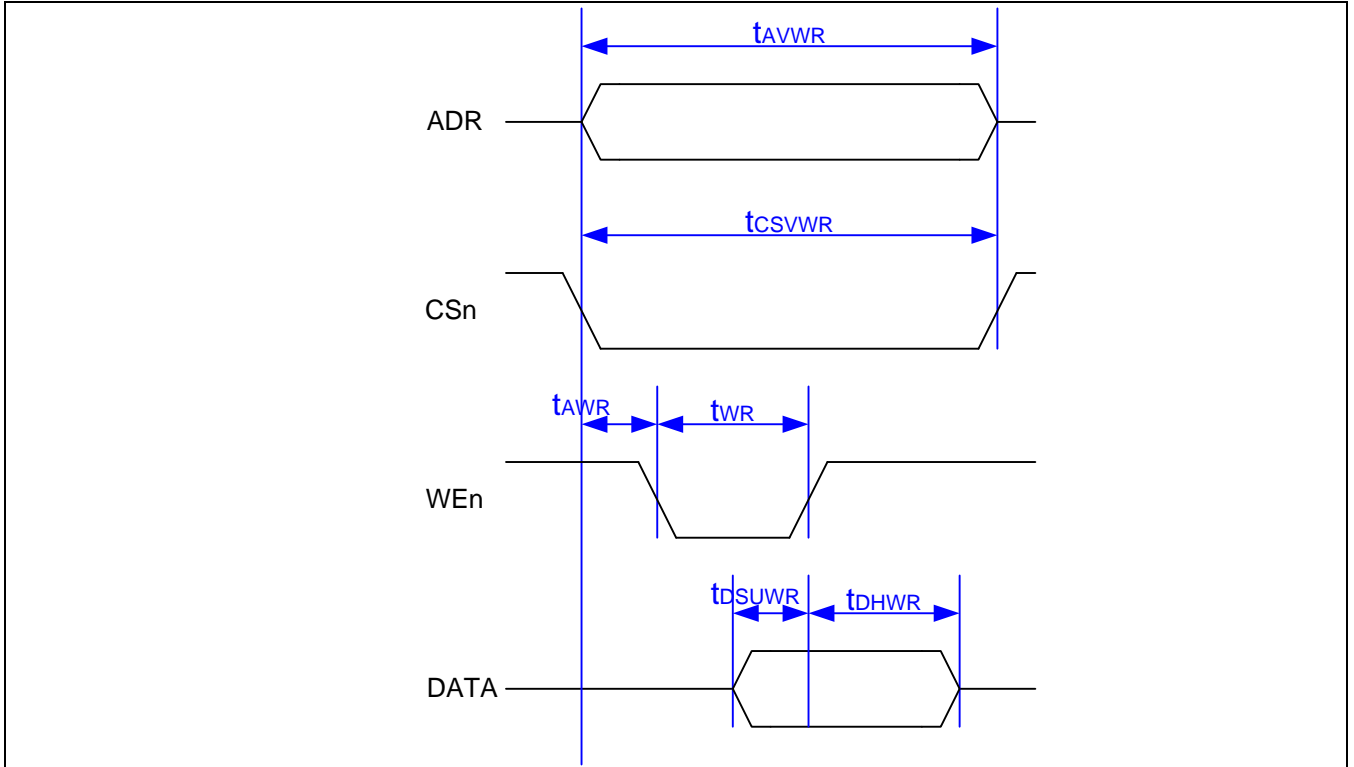 tAVWR
ADR
tCSVWR
CSn
tAWR tWR
WEn
tDSUWR tDHWR
DATA